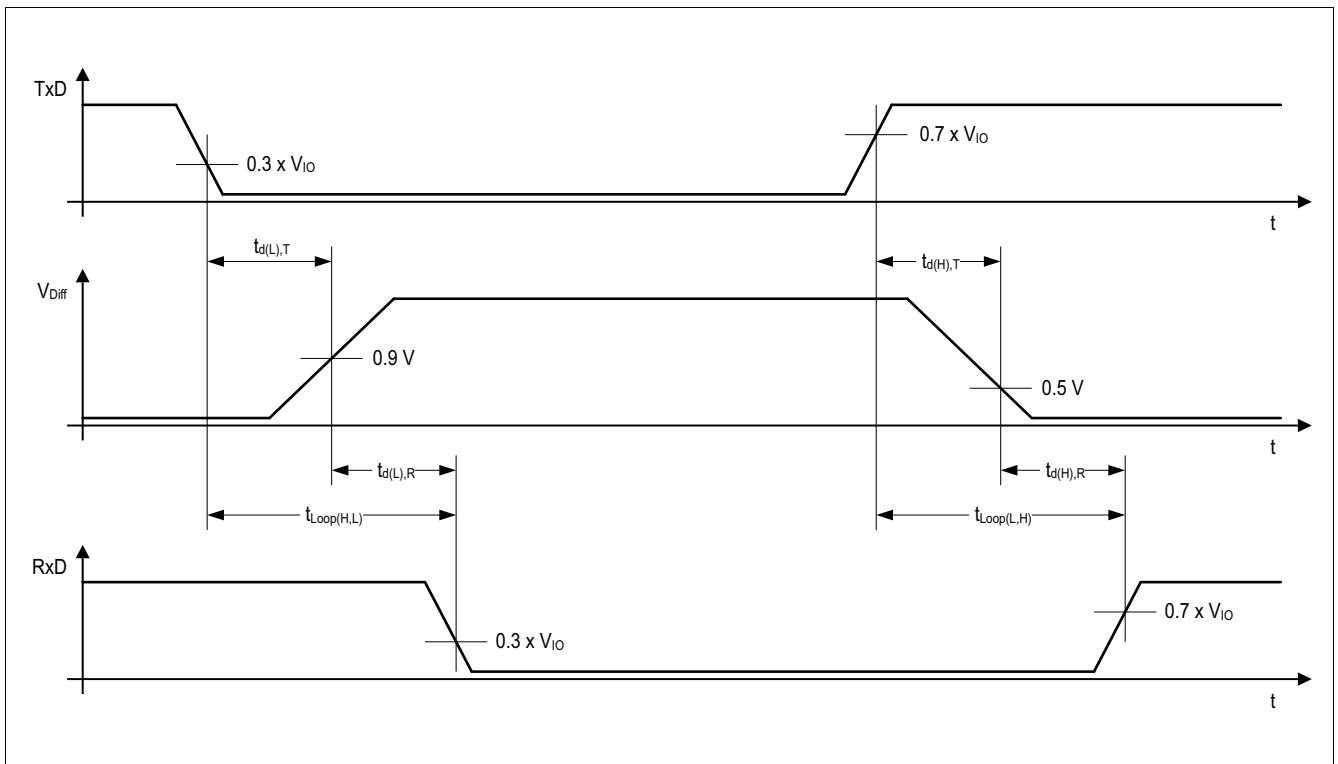 TxD
0.3 x VIO
0.7 x VIO
t
td(L),T
td(H),T
VDiff
0.9 V
0.5 V
t
td(L),R
td(H),R
tLoop(H,L)
tLoop(L,H)
RxD
0.3 x VIO
0.7 x VIO
t